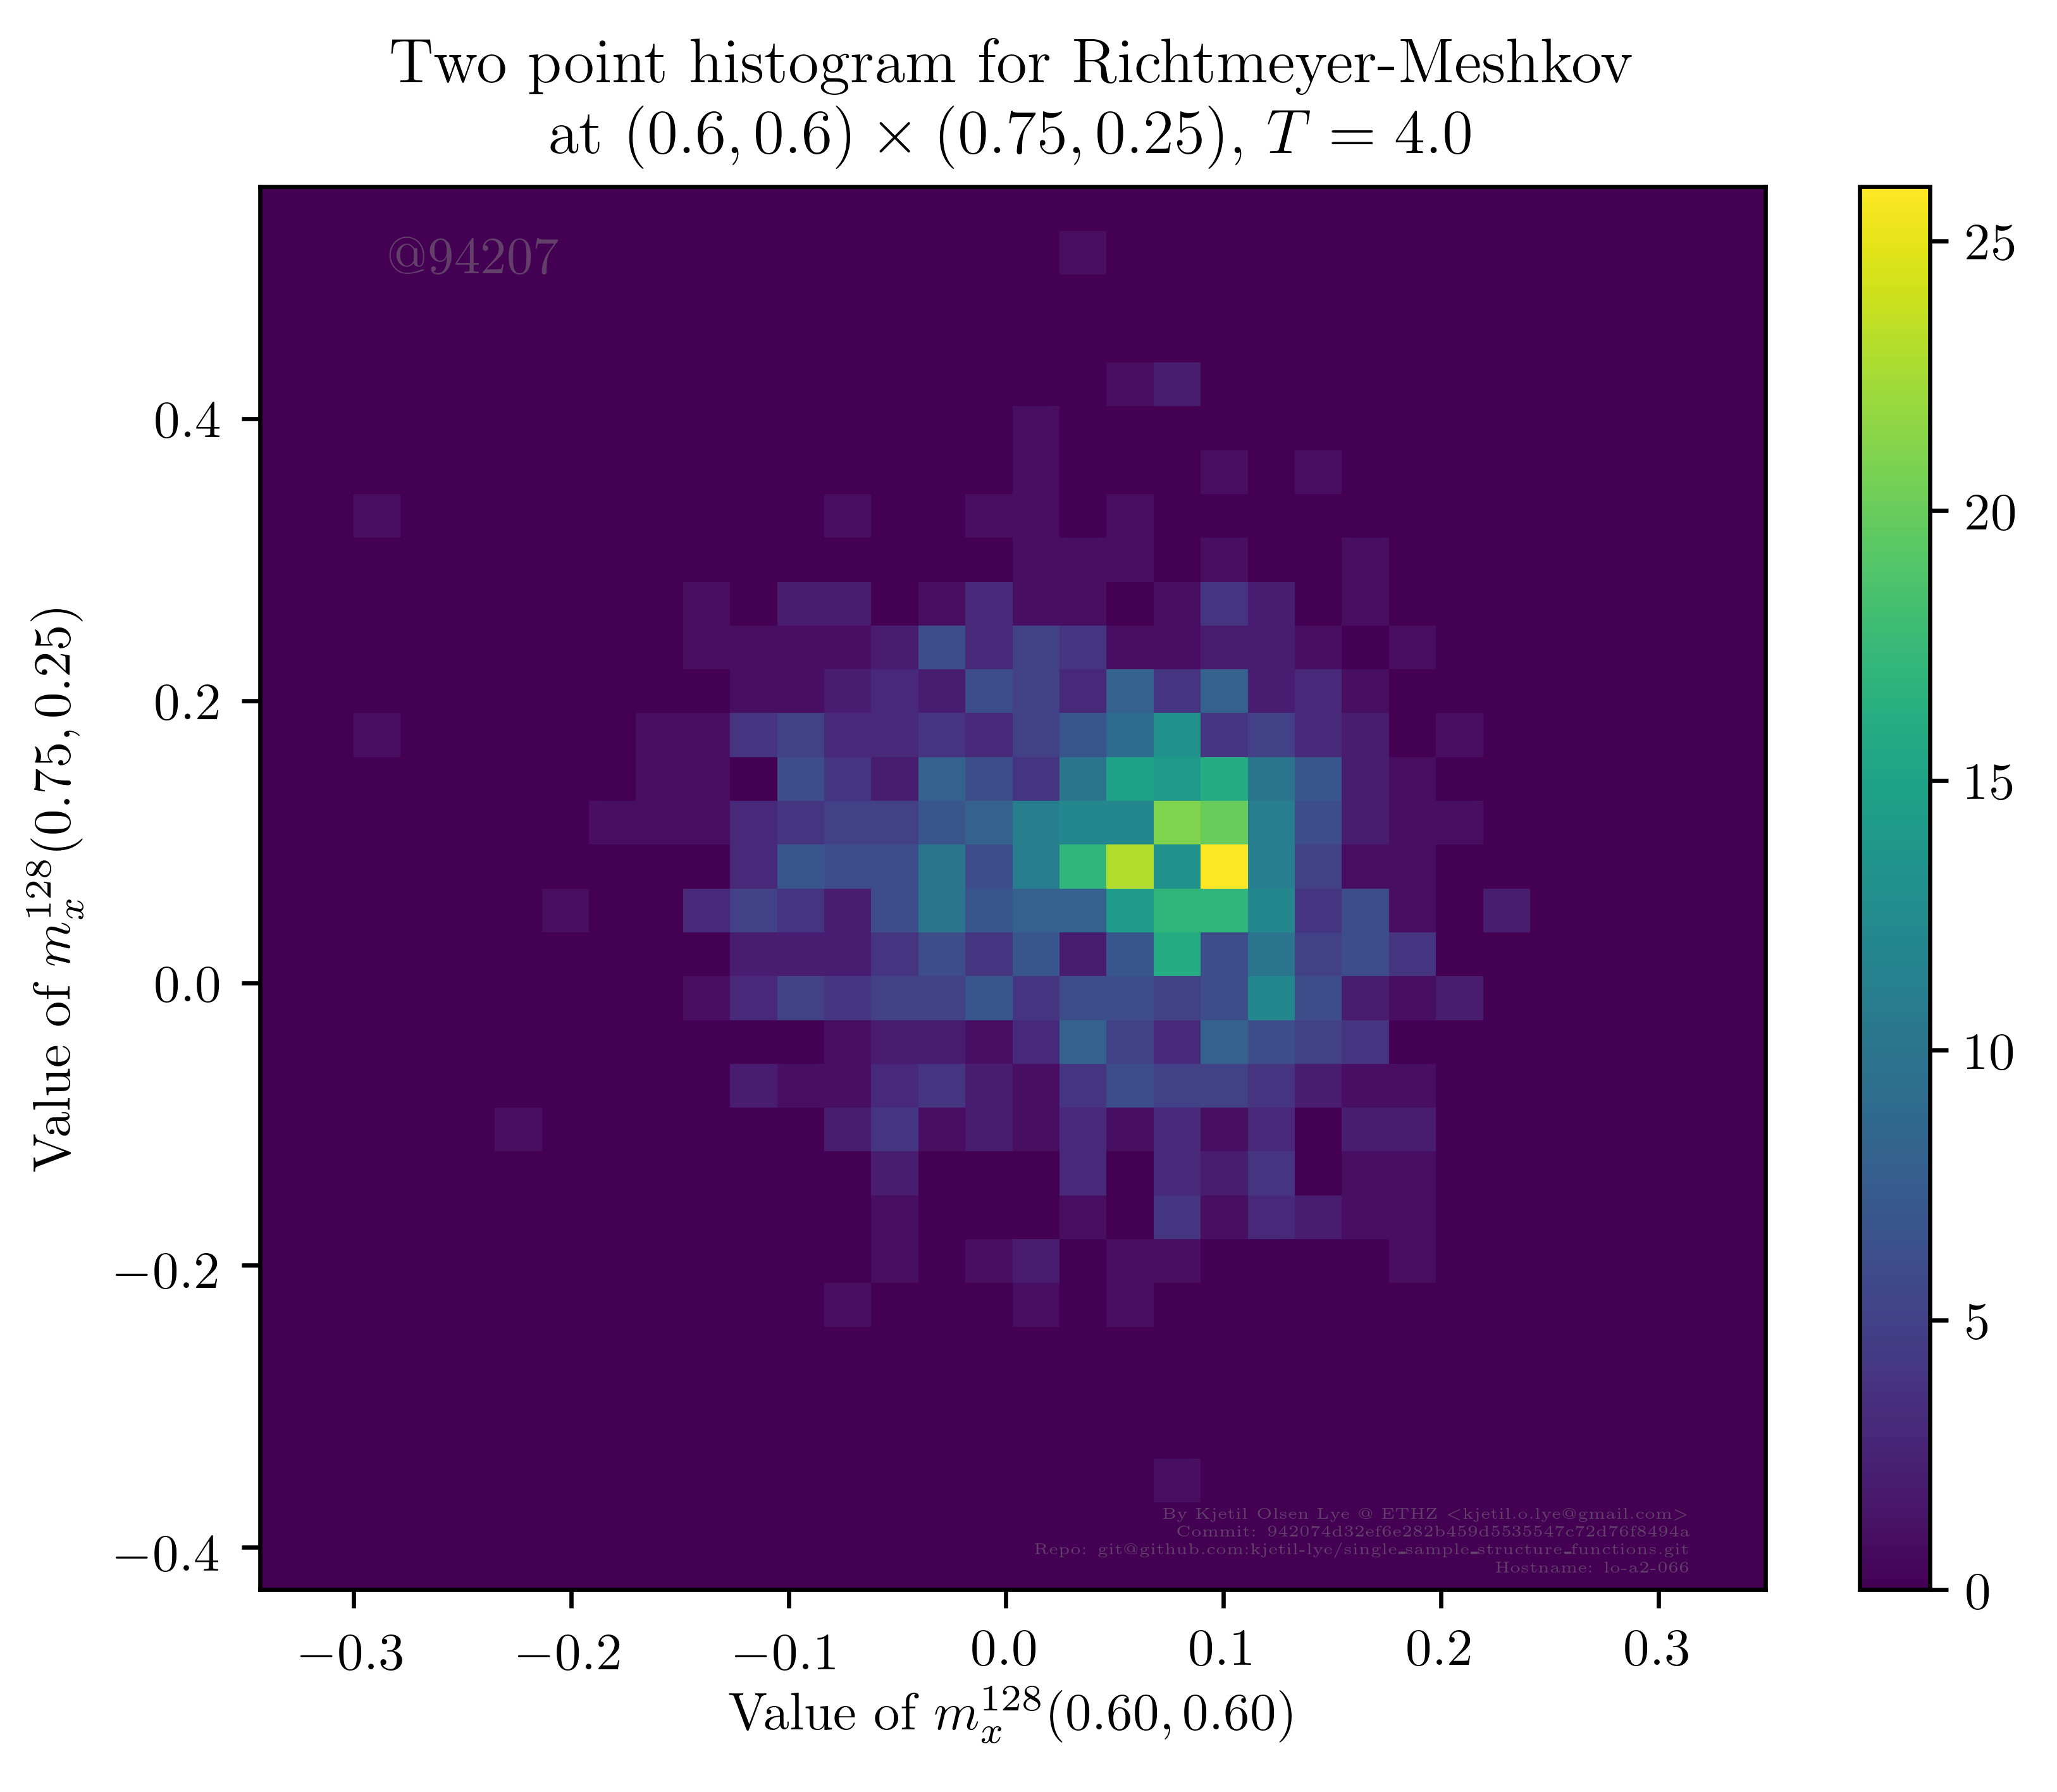 Two point histogram for Richtmeyer-Meshkov
at (0.6, 0.6) × (0.75, 0.25), T = 4.0
@94207
25
20
15
10
5
0
0.4
0.2
0.0
−0.2
−0.4
Value of m_x^128(0.75, 0.25)
By Kjetil Olsen Lye @ ETHZ <kjetil.o.lye@gmail.com>
Commit: 942074d32ef6e282b459d5535547c72d76f8494a
Repo: git@github.com:kjetil-lye/single_sample_structure_functions.git
Hostname: lo-a2-066
−0.3 −0.2 −0.1 0.0 0.1 0.2 0.3
Value of m_x^128(0.60, 0.60)